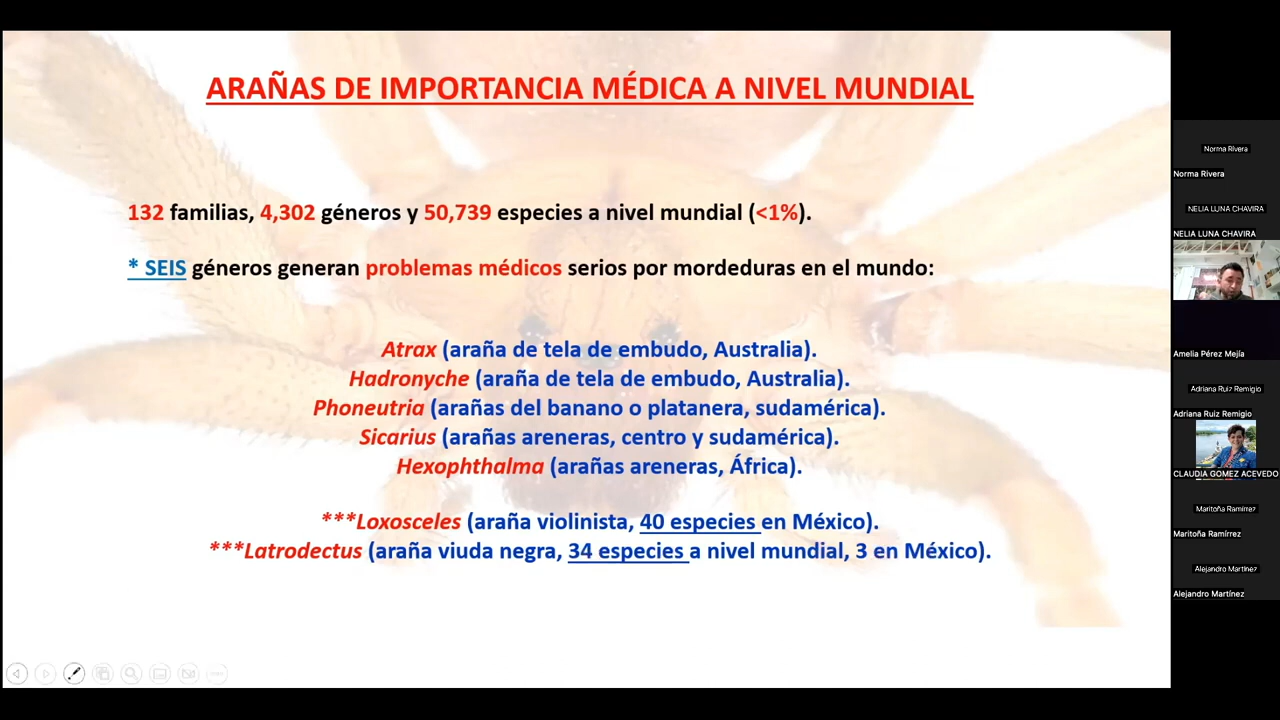 ARAÑAS DE IMPORTANCIA MÉDICA A NIVEL MUNDIAL
132 familias, 4,302 géneros y 50,739 especies a nivel mundial (<1%).
* SEIS géneros generan problemas médicos serios por mordeduras en el mundo:
Atrax (araña de tela de embudo, Australia).
Hadronyche (araña de tela de embudo, Australia).
Phoneutria (arañas del banano o platanera, sudamérica).
Sicarius (arañas areneras, centro y sudamérica).
Hexophthalma (arañas areneras, África).
***Loxosceles (araña violinista, 40 especies en México).
***Latrodectus (araña viuda negra, 34 especies a nivel mundial, 3 en México).
Norma Rivera
Norma Rivera
NELIA LUNA CHAVIRA
NELIA LUNA CHAVIRA
Amelia Pérez Mejía
Adriana Ruiz Remigio
Adriana Ruiz Remigio
CLAUDIA GOMEZ ACEVEDO
Maritoña Ramírrez
Maritoña Ramírrez
Alejandro Martínez
Alejandro Martínez